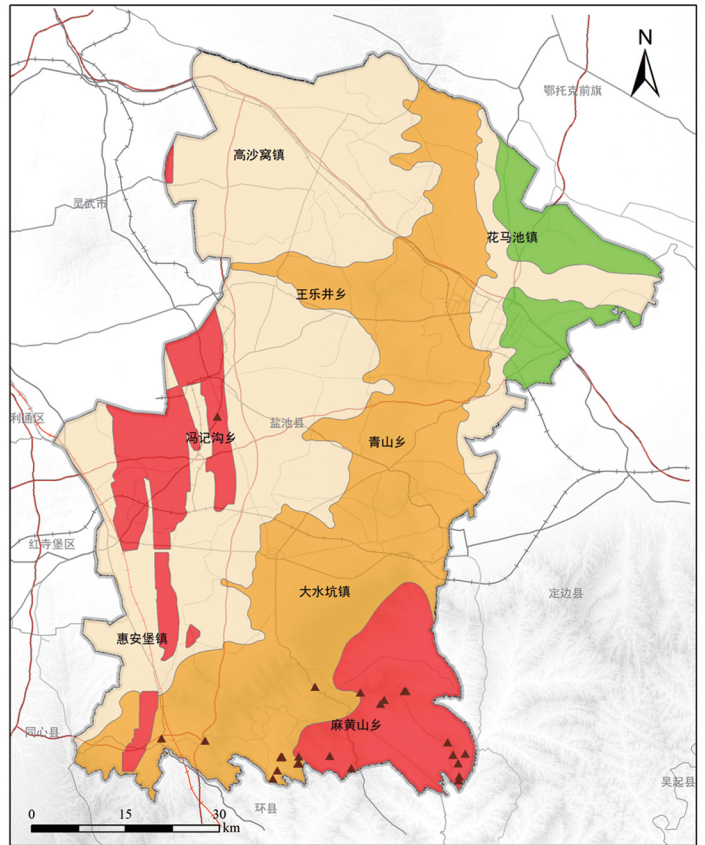 N
鄂托克前旗
高沙窝镇
灵武市
花马池镇
王乐井乡
利通区
盐池县
冯记沟乡
青山乡
红寺堡区
大水坑镇
定边县
惠安堡镇
麻黄山乡
同心县
吴起县
环县
0 15 30
km